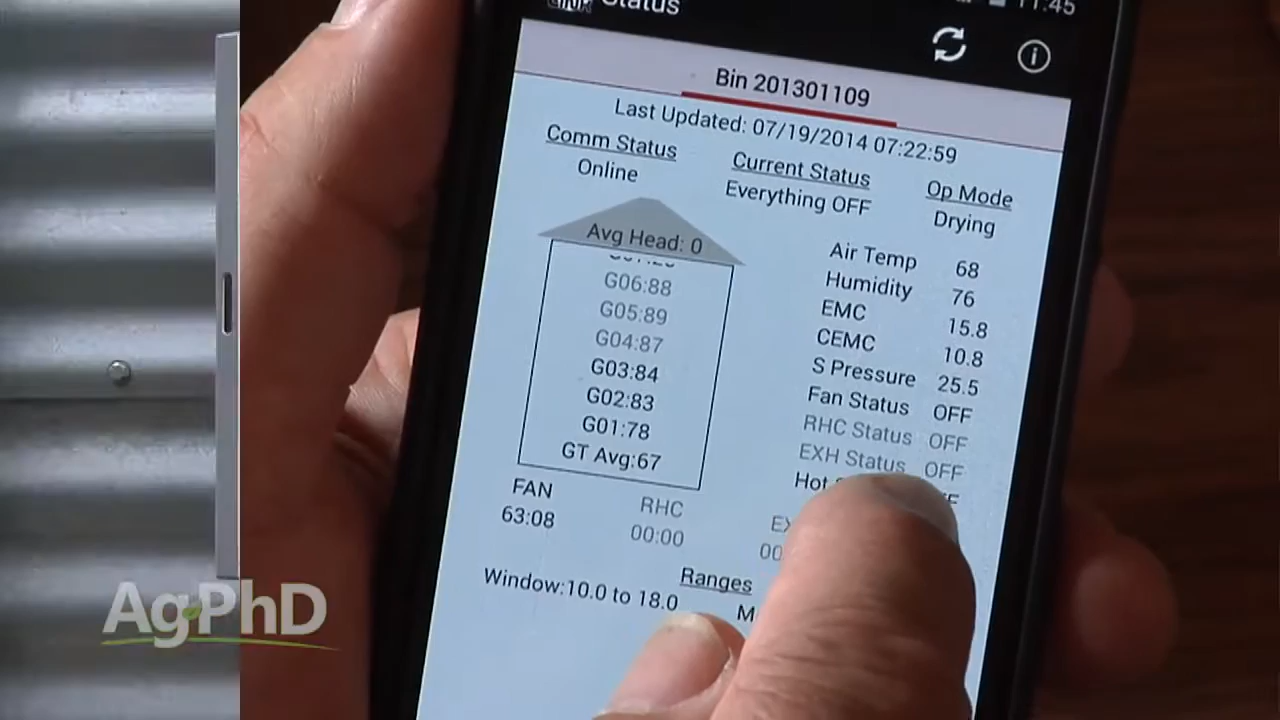 Status
11:45
Bin 201301109
Last Updated: 07/19/2014 07:22:59
Comm Status
Online
Current Status
Everything OFF
Op Mode
Drying
Avg Head: 0
G06:88
G05:89
G04:87
G03:84
G02:83
G01:78
GT Avg:67
Air Temp 68
Humidity 76
EMC 15.8
CEMC 10.8
S Pressure 25.5
Fan Status OFF
RHC Status OFF
EXH Status OFF
Hot
FAN
63:08
RHC
00:00
Ranges
Window:10.0 to 18.0
AgPhD